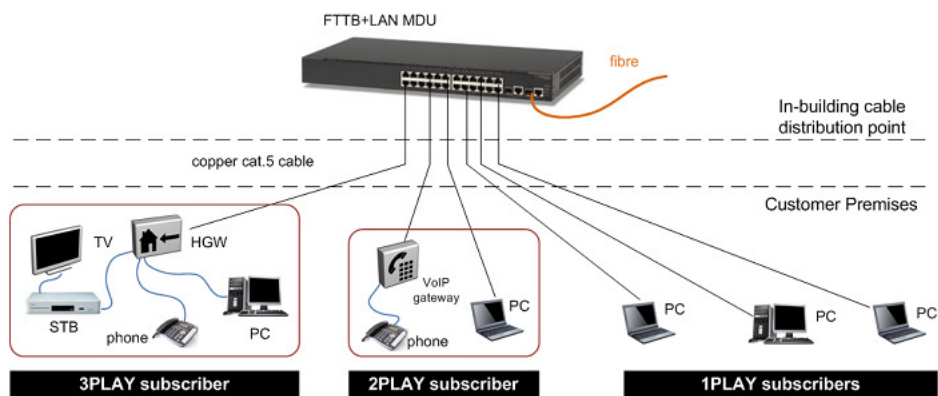 FTTB+LAN MDU
fibre
In-building cable
distribution point
copper cat.5 cable
Customer Premises
TV
HGW
STB
phone
PC
VoIP
gateway
phone
PC
PC
PC
PC
3PLAY subscriber
2PLAY subscriber
1PLAY subscribers